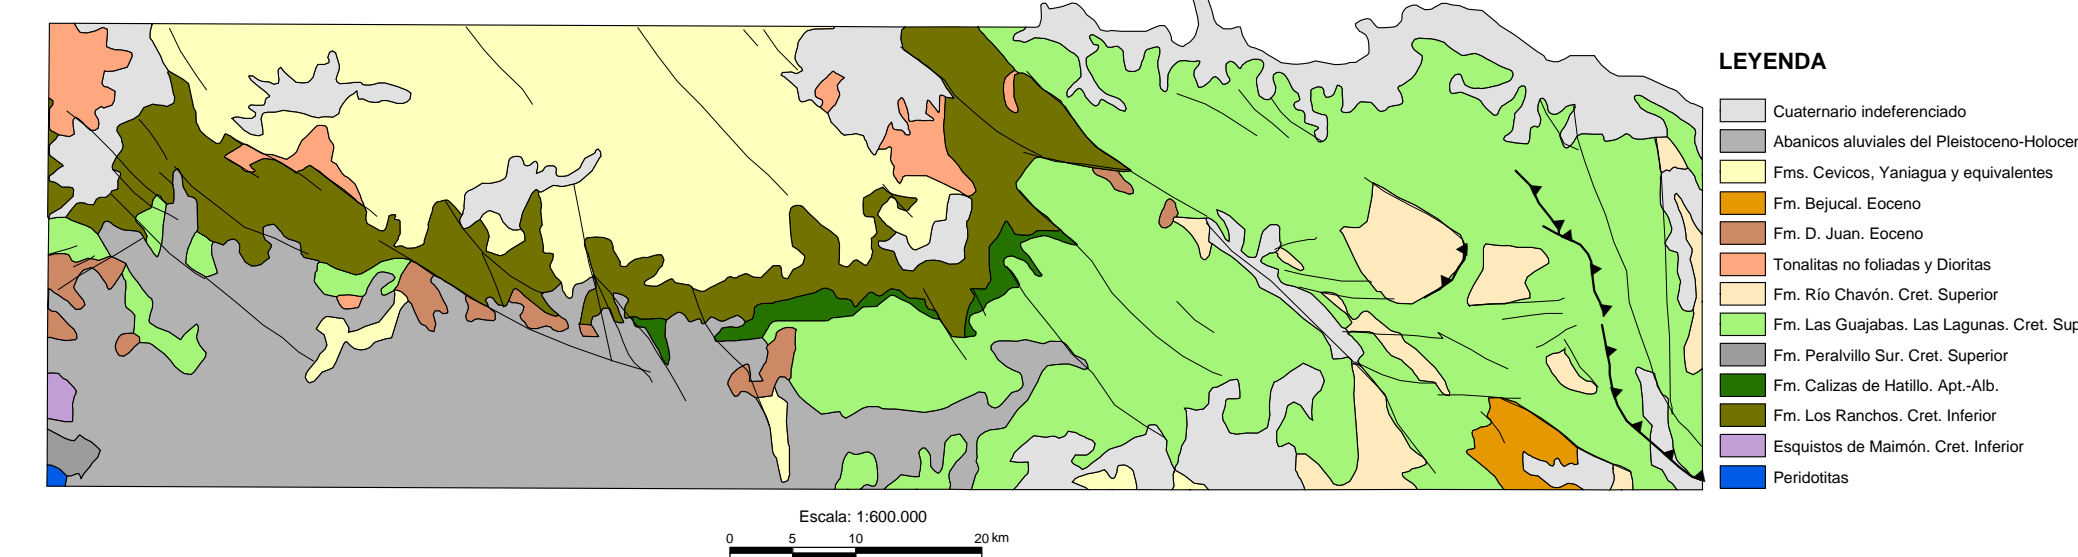 LEYENDA
Cuaternario indeferenciado
Abanicos aluviales del Pleistoceno-Holocen
Fms. Cevicos, Yaniagua y equivalentes
Fm. Bejucal. Eoceno
Fm. D. Juan. Eoceno
Tonalitas no foliadas y Dioritas
Fm. Río Chavón. Cret. Superior
Fm. Las Guajabas. Las Lagunas. Cret. Sup
Fm. Peralvillo Sur. Cret. Superior
Fm. Calizas de Hatillo. Apt.-Alb.
Fm. Los Ranchos. Cret. Inferior
Esquistos de Maimón. Cret. Inferior
Peridotitas
Escala: 1:600.000
0 5 10 20 km